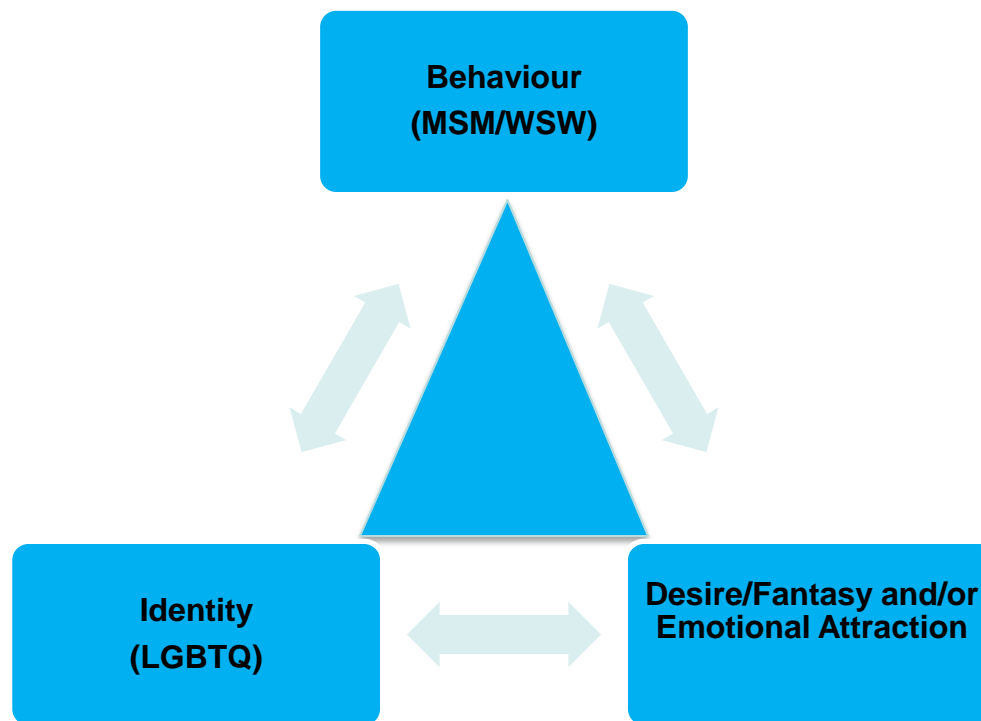 Behaviour
(MSM/WSW)
Identity
(LGBTQ)
Desire/Fantasy and/or
Emotional Attraction